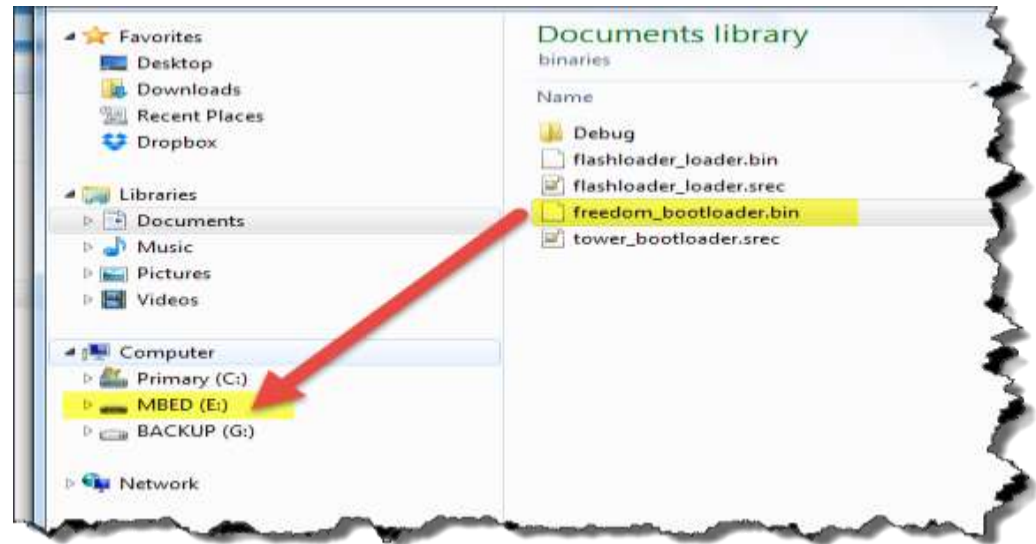 Favorites
Desktop
Downloads
Recent Places
Dropbox
Libraries
Documents
Music
Pictures
Videos
Computer
Primary (C:)
MBED (E:)
BACKUP (G:)
Network
Documents library
binaries
Name
Debug
flashloader_loader.bin
flashloader_loader.srec
freedom_bootloader.bin
tower_bootloader.srec